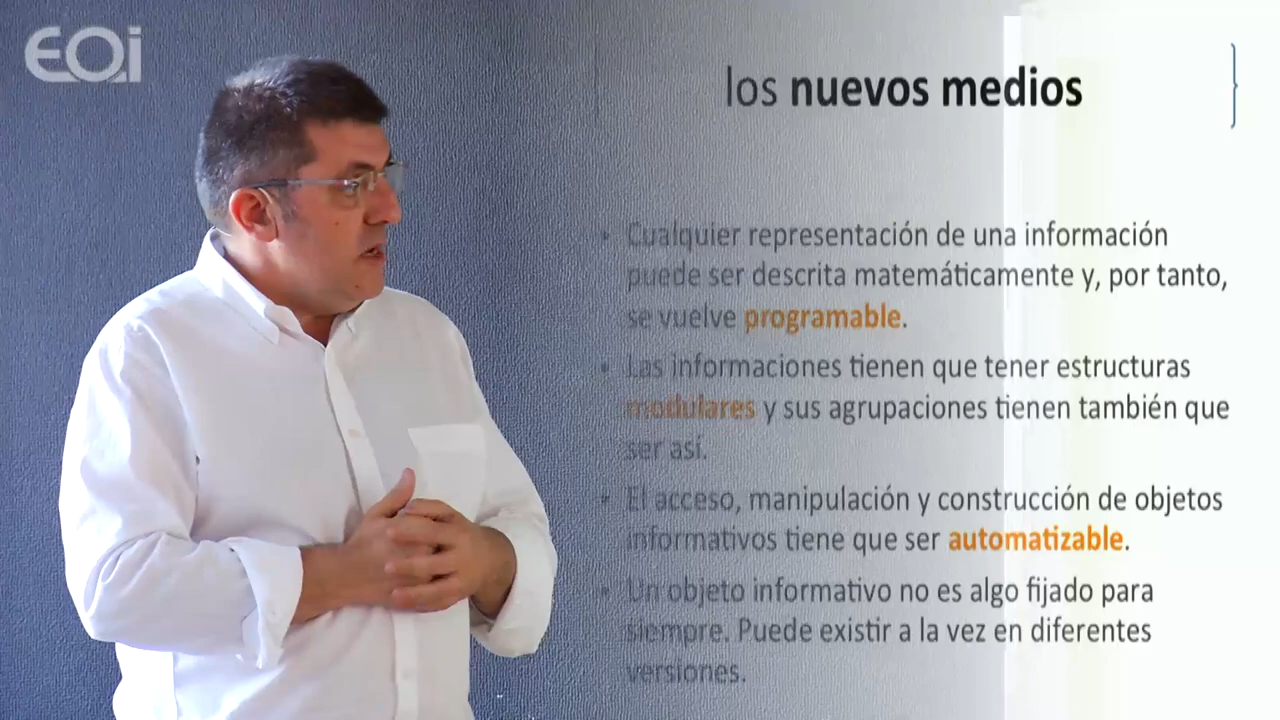 EOi
los nuevos medios
Cualquier representación de una información
puede ser descrita matemáticamente y, por tanto,
se vuelve programable.
Las informaciones tienen que tener estructuras
modulares y sus agrupaciones tienen también que
ser así.
El acceso, manipulación y construcción de objetos
informativos tiene que ser automatizable.
Un objeto informativo no es algo fijado para
siempre. Puede existir a la vez en diferentes
versiones.